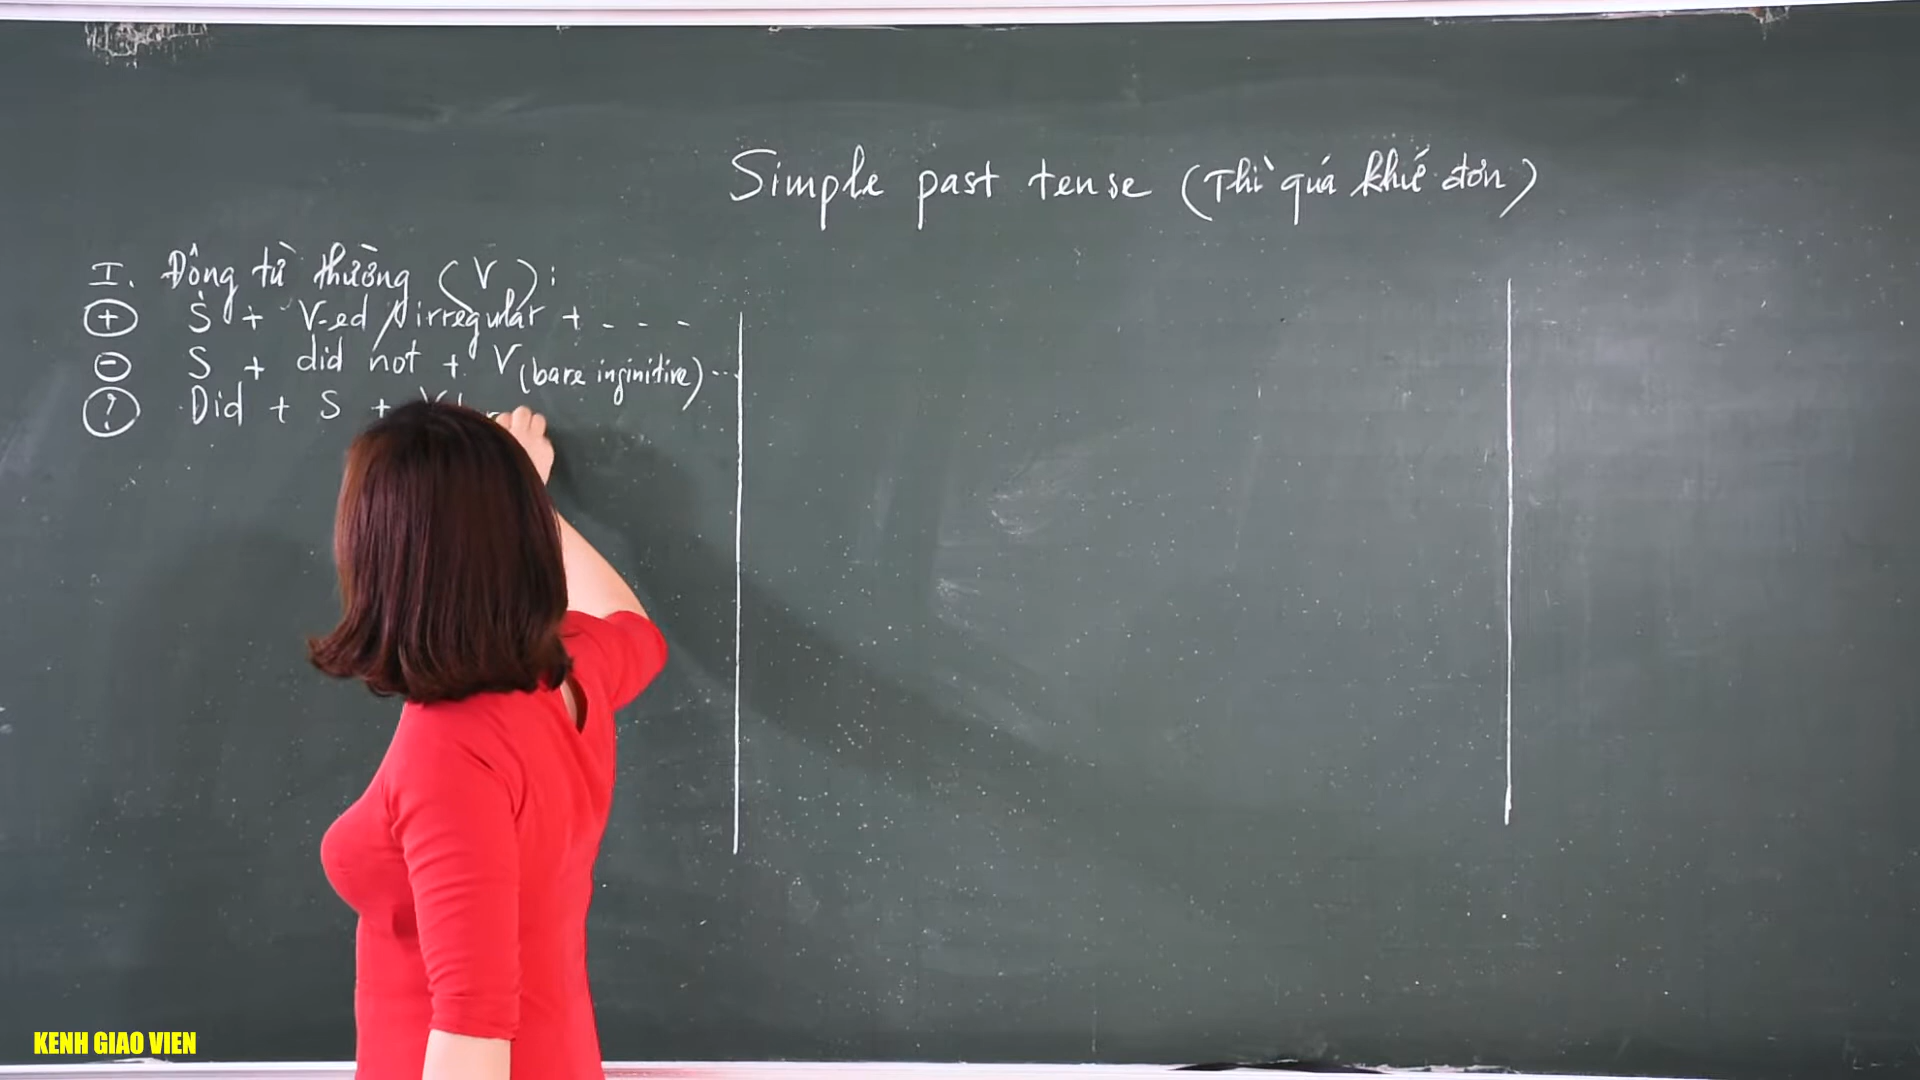 Simple past tense (Thì quá khứ đơn)
I. Động từ thường (V):
+ S + V-ed / irregular + - - -
- S + did not + V (bare infinitive) ...
? Did + S + V
KENH GIAO VIEN